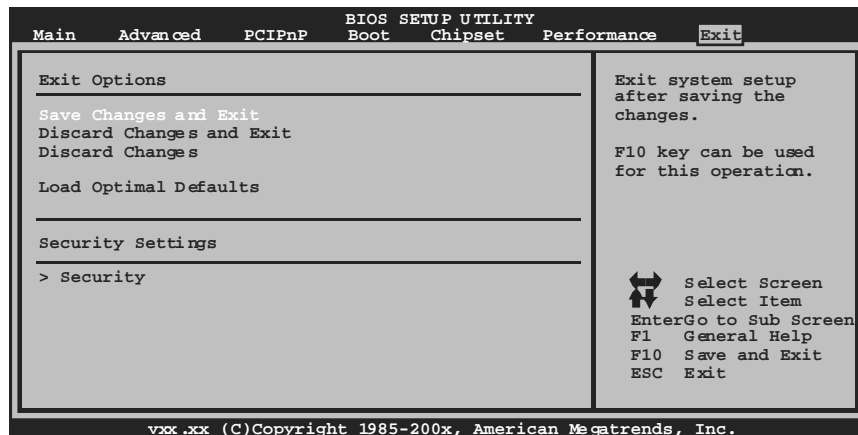 BIOS SETUP UTILITY
Main Advanced PCIPnP Boot Chipset Performance Exit
Exit Options
Save Changes and Exit
Discard Changes and Exit
Discard Changes
Load Optimal Defaults
Security Settings
> Security
Exit system setup
after saving the
changes.
F10 key can be used
for this operation.
Select Screen
Select Item
EnterGo to Sub Screen
F1 General Help
F10 Save and Exit
ESC Exit
vxx.xx (C)Copyright 1985-200x, American Megatrends, Inc.